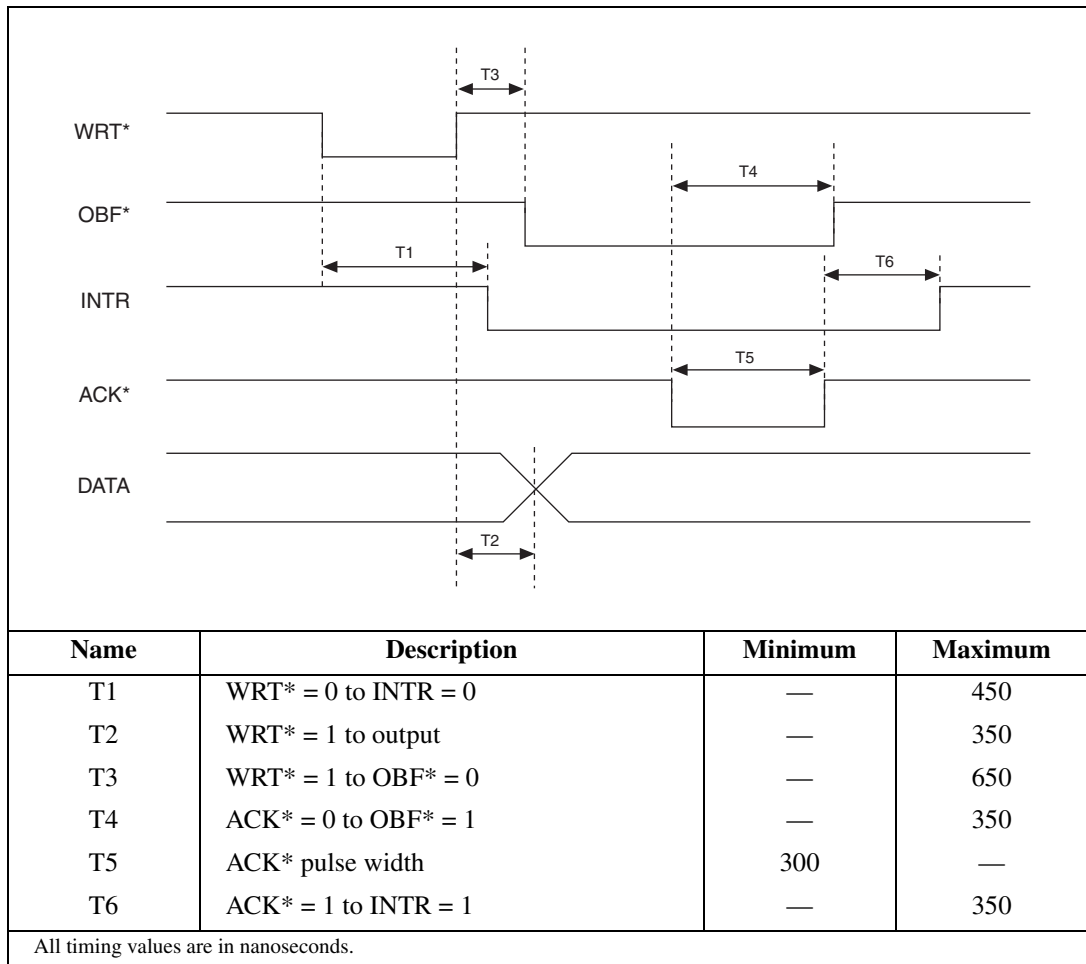 T3
WRT*
T4
OBF*
T1
T6
INTR
T5
ACK*
DATA
T2
Name Description Minimum Maximum
T1 WRT* = 0 to INTR = 0 — 450
T2 WRT* = 1 to output — 350
T3 WRT* = 1 to OBF* = 0 — 650
T4 ACK* = 0 to OBF* = 1 — 350
T5 ACK* pulse width 300 —
T6 ACK* = 1 to INTR = 1 — 350
All timing values are in nanoseconds.